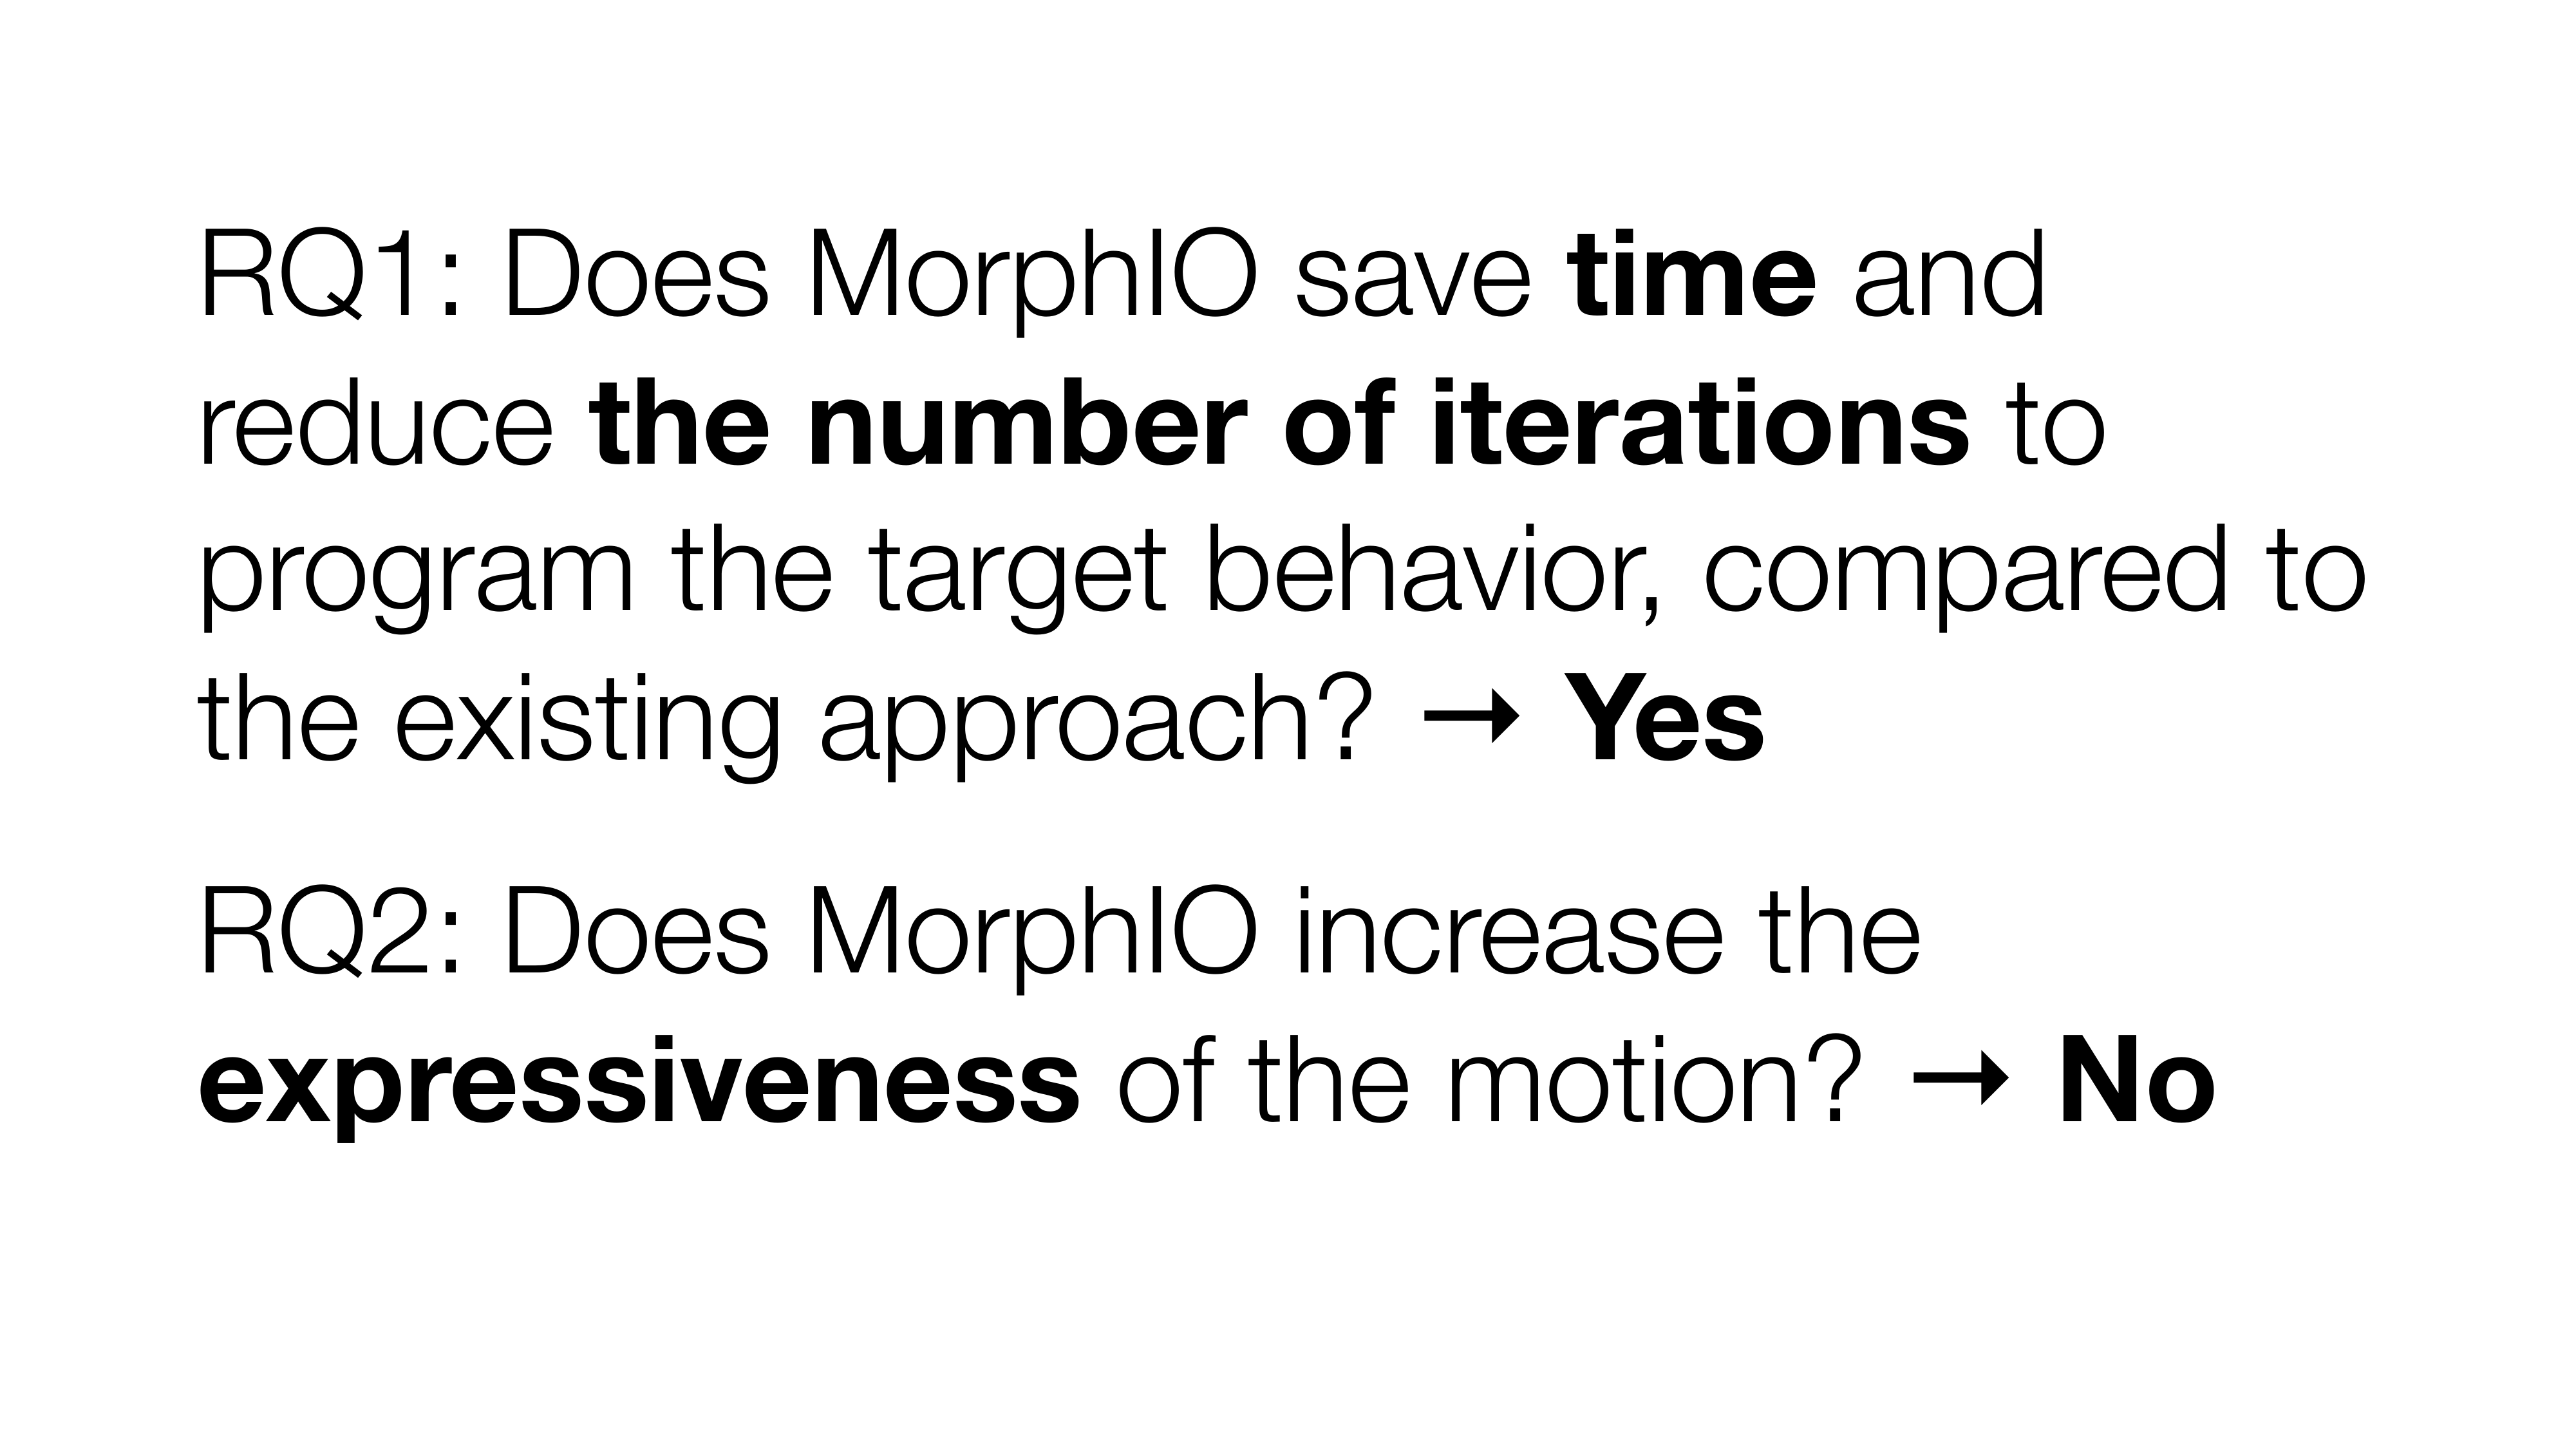 RQ1: Does MorphIO save time and
reduce the number of iterations to
program the target behavior, compared to
the existing approach? → Yes
RQ2: Does MorphIO increase the
expressiveness of the motion? → No